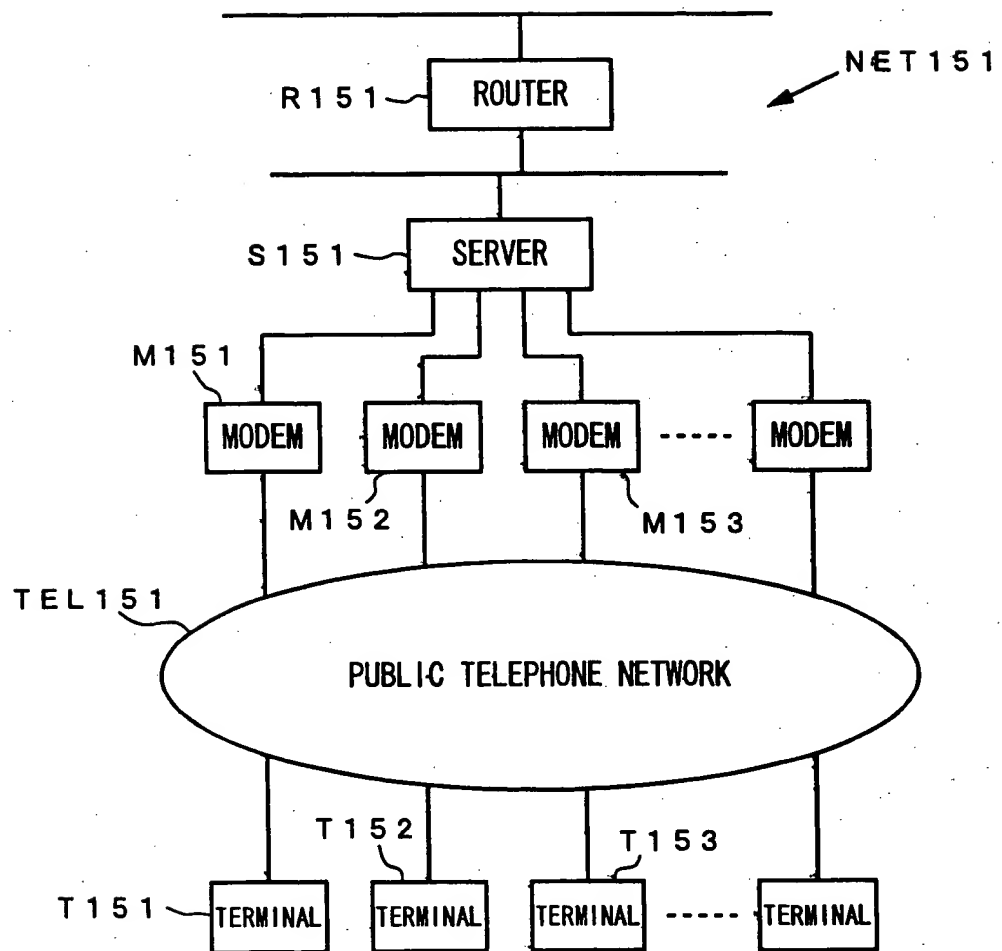 NET151
R151 ROUTER
S151 SERVER
M151
MODEM MODEM MODEM ----- MODEM
M152 M153
TEL151
PUBLIC TELEPHONE NETWORK
T152 T153
T151 TERMINAL TERMINAL TERMINAL ----- TERMINAL